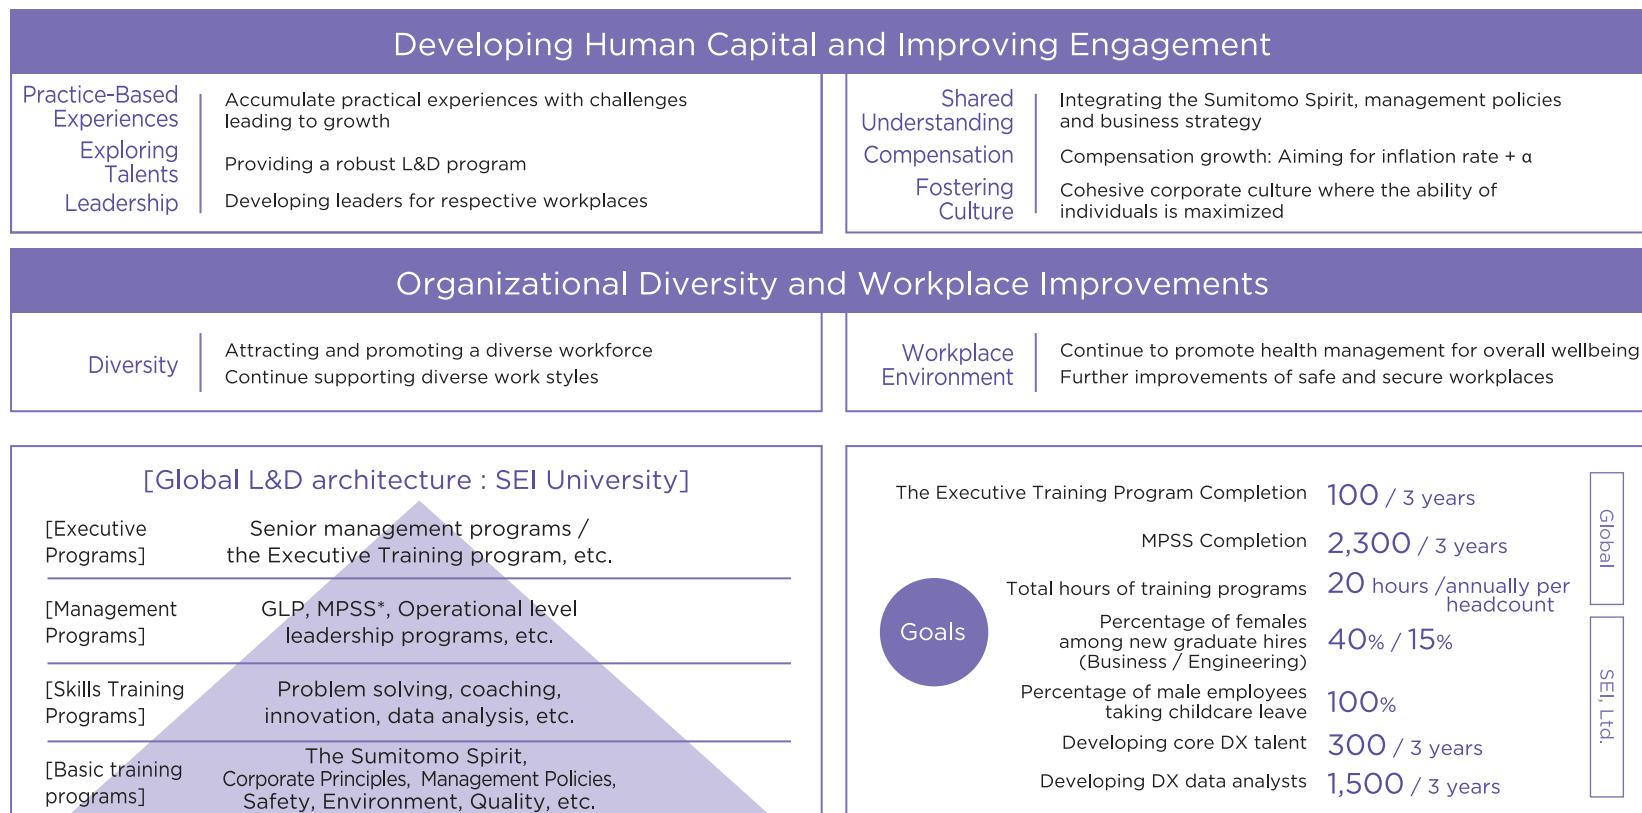 Developing Human Capital and Improving Engagement
Practice-Based
Experiences
Accumulate practical experiences with challenges
leading to growth
Exploring
Talents
Providing a robust L&D program
Leadership
Developing leaders for respective workplaces
Shared
Understanding
Integrating the Sumitomo Spirit, management policies
and business strategy
Compensation
Compensation growth: Aiming for inflation rate + α
Fostering
Culture
Cohesive corporate culture where the ability of
individuals is maximized
Organizational Diversity and Workplace Improvements
Diversity
Attracting and promoting a diverse workforce
Continue supporting diverse work styles
Workplace
Environment
Continue to promote health management for overall wellbeing
Further improvements of safe and secure workplaces
[Global L&D architecture : SEI University]
[Executive
Programs]
Senior management programs /
the Executive Training program, etc.
[Management
Programs]
GLP, MPSS*, Operational level
leadership programs, etc.
[Skills Training
Programs]
Problem solving, coaching,
innovation, data analysis, etc.
[Basic training
programs]
The Sumitomo Spirit,
Corporate Principles, Management Policies,
Safety, Environment, Quality, etc.
Goals
The Executive Training Program Completion 100 / 3 years
MPSS Completion 2,300 / 3 years
Total hours of training programs 20 hours /annually per
headcount
Percentage of females
among new graduate hires
(Business / Engineering)
40% / 15%
Percentage of male employees
taking childcare leave
100%
Developing core DX talent 300 / 3 years
Developing DX data analysts 1,500 / 3 years
Global
SEI, Ltd.